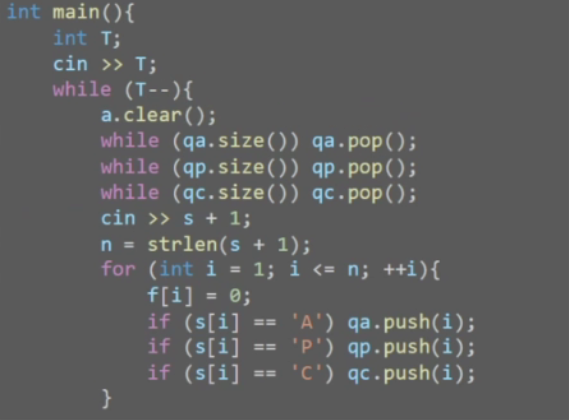 int main(){
    int T;
    cin >> T;
    while (T--){
        a.clear();
        while (qa.size()) qa.pop();
        while (qp.size()) qp.pop();
        while (qc.size()) qc.pop();
        cin >> s + 1;
        n = strlen(s + 1);
        for (int i = 1; i <= n; ++i){
            f[i] = 0;
            if (s[i] == 'A') qa.push(i);
            if (s[i] == 'P') qp.push(i);
            if (s[i] == 'C') qc.push(i);
        }